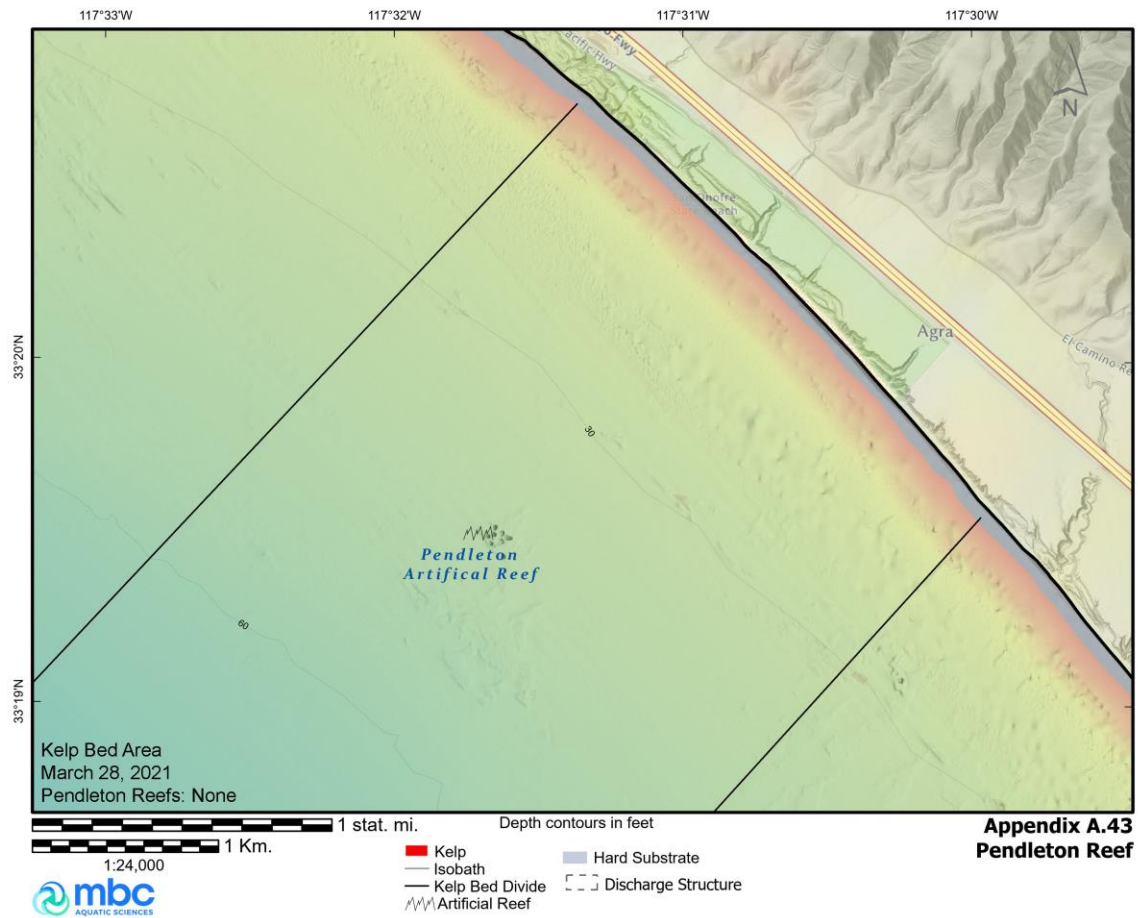 117°33'W
117°32'W
117°31'W
117°30'W
acific-Hwy
o-Fwy
N
Agra
El-Camino-Re
33°20'N
30
Pendleton
Artifical Reef
60
33°19'N
Kelp Bed Area
March 28, 2021
Pendleton Reefs: None
1 stat. mi.
1 Km.
1:24,000
Depth contours in feet
Kelp
Isobath
Kelp Bed Divide
Artificial Reef
Hard Substrate
Discharge Structure
Appendix A.43
Pendleton Reef
mbc
AQUATIC SCIENCES